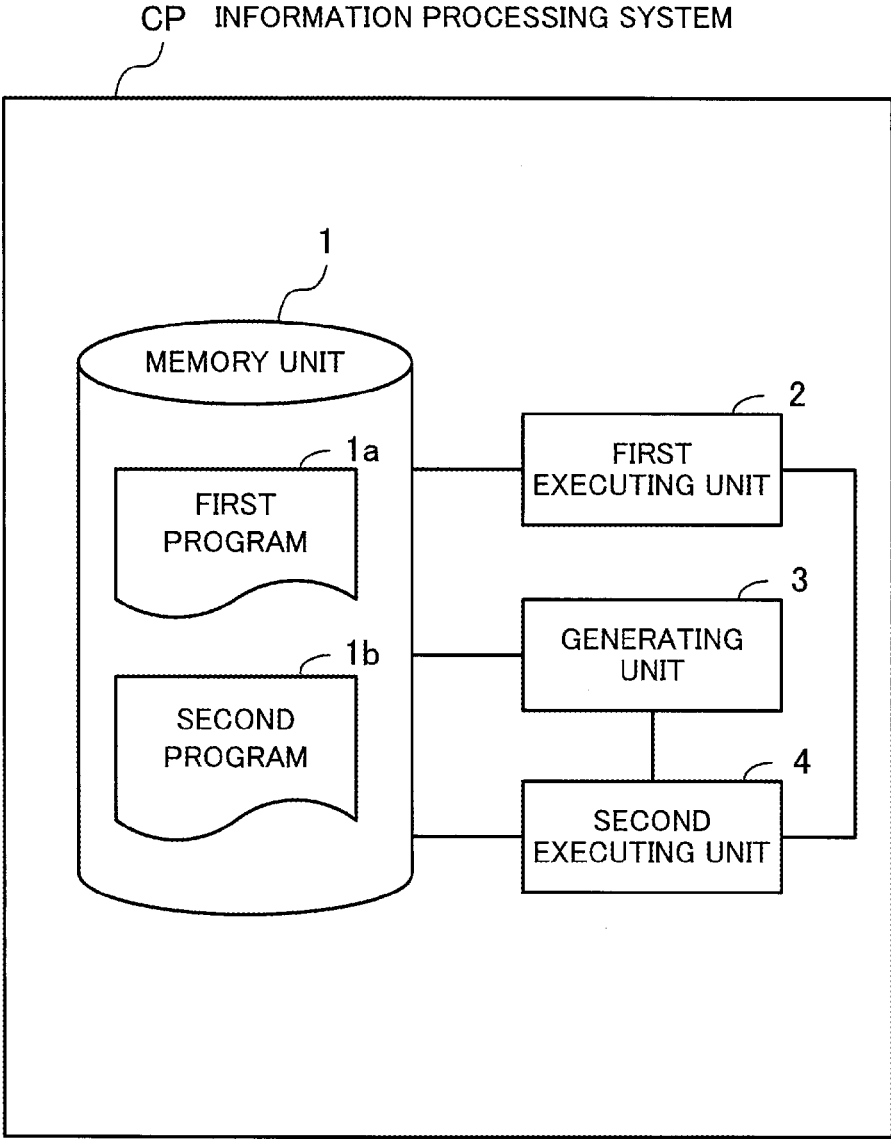 CP INFORMATION PROCESSING SYSTEM
1
MEMORY UNIT
1a
FIRST
PROGRAM
1b
SECOND
PROGRAM
2
FIRST
EXECUTING UNIT
3
GENERATING
UNIT
4
SECOND
EXECUTING UNIT